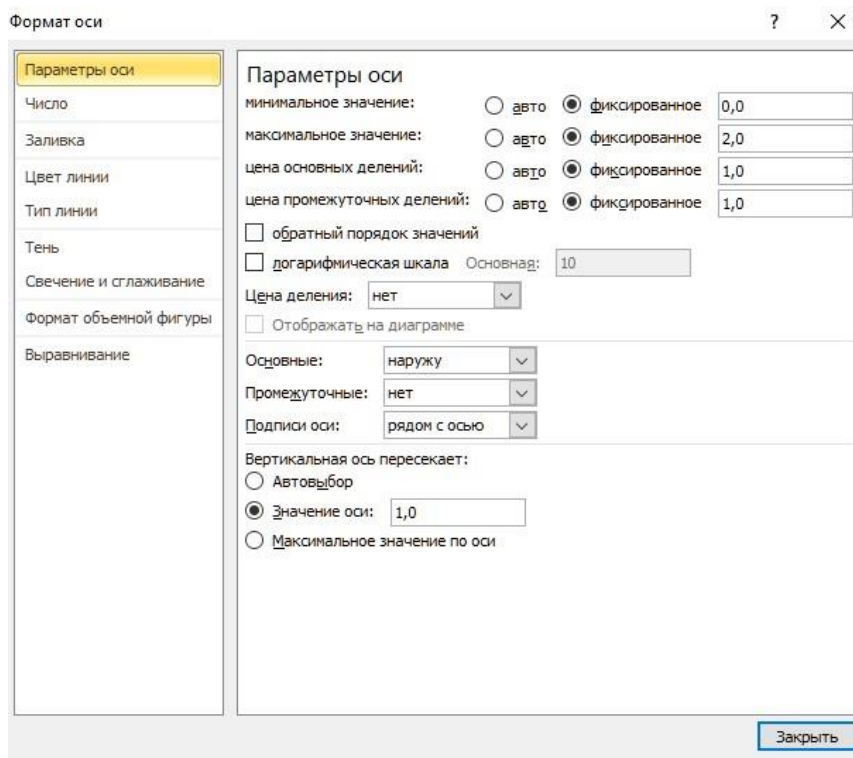 Формат оси
?
Параметры оси
Число
Заливка
Цвет линии
Тип линии
Тень
Свечение и сглаживание
Формат объемной фигуры
Выравнивание
Параметры оси
минимальное значение: авто фиксированное 0,0
максимальное значение: авто фиксированное 2,0
цена основных делений: авто фиксированное 1,0
цена промежуточных делений: авто фиксированное 1,0
обратный порядок значений
логарифмическая шкала Основная: 10
Цена деления: нет
Отображать на диаграмме
Основные: наружу
Промежуточные: нет
Подписи оси: рядом с осью
Вертикальная ось пересекает:
Автовыбор
Значение оси: 1,0
Максимальное значение по оси
Закрыть